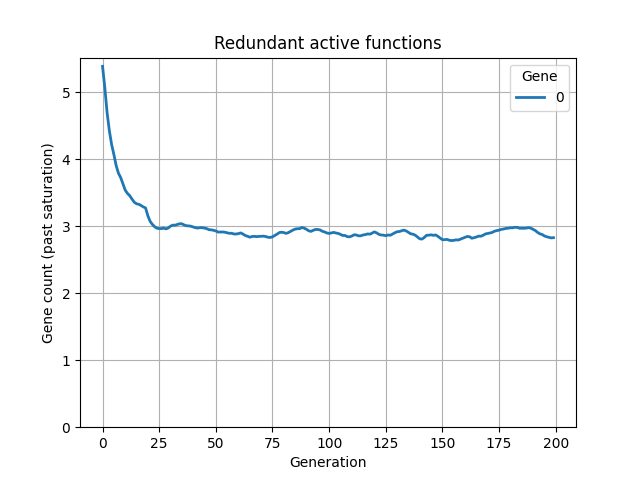 Redundant active functions
Gene
0
Gene count (past saturation)
5
4
3
2
1
0
0 25 50 75 100 125 150 175 200
Generation